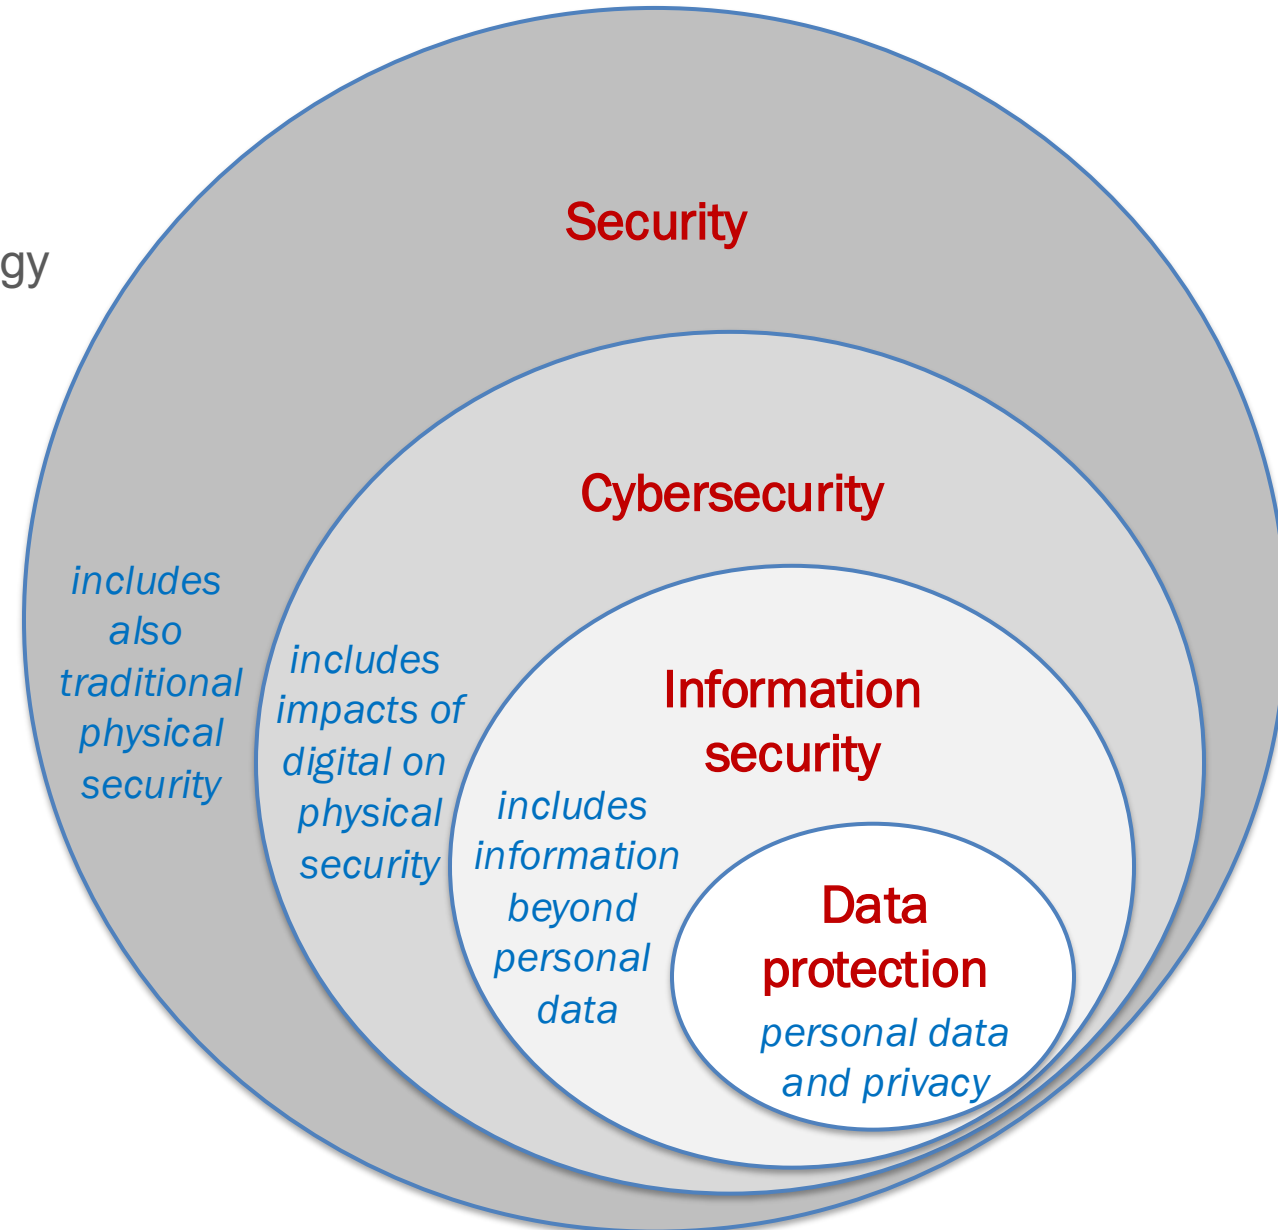 Security
gy
Cybersecurity
includes
also
traditional
physical
security
includes
impacts of
digital on
physical
security
Information
security
includes
information
beyond
personal
data
Data
protection
personal data
and privacy